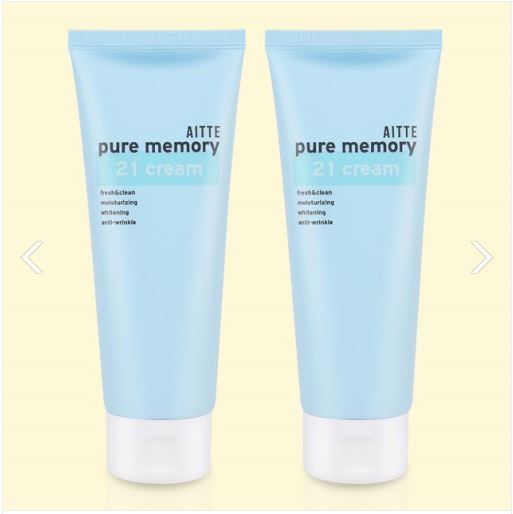 AITTE
pure memory
21 cream
fresh&clean
moisturizing
whitening
anti-wrinkle
AITTE
pure memory
21 cream
fresh&clean
moisturizing
whitening
anti-wrinkle